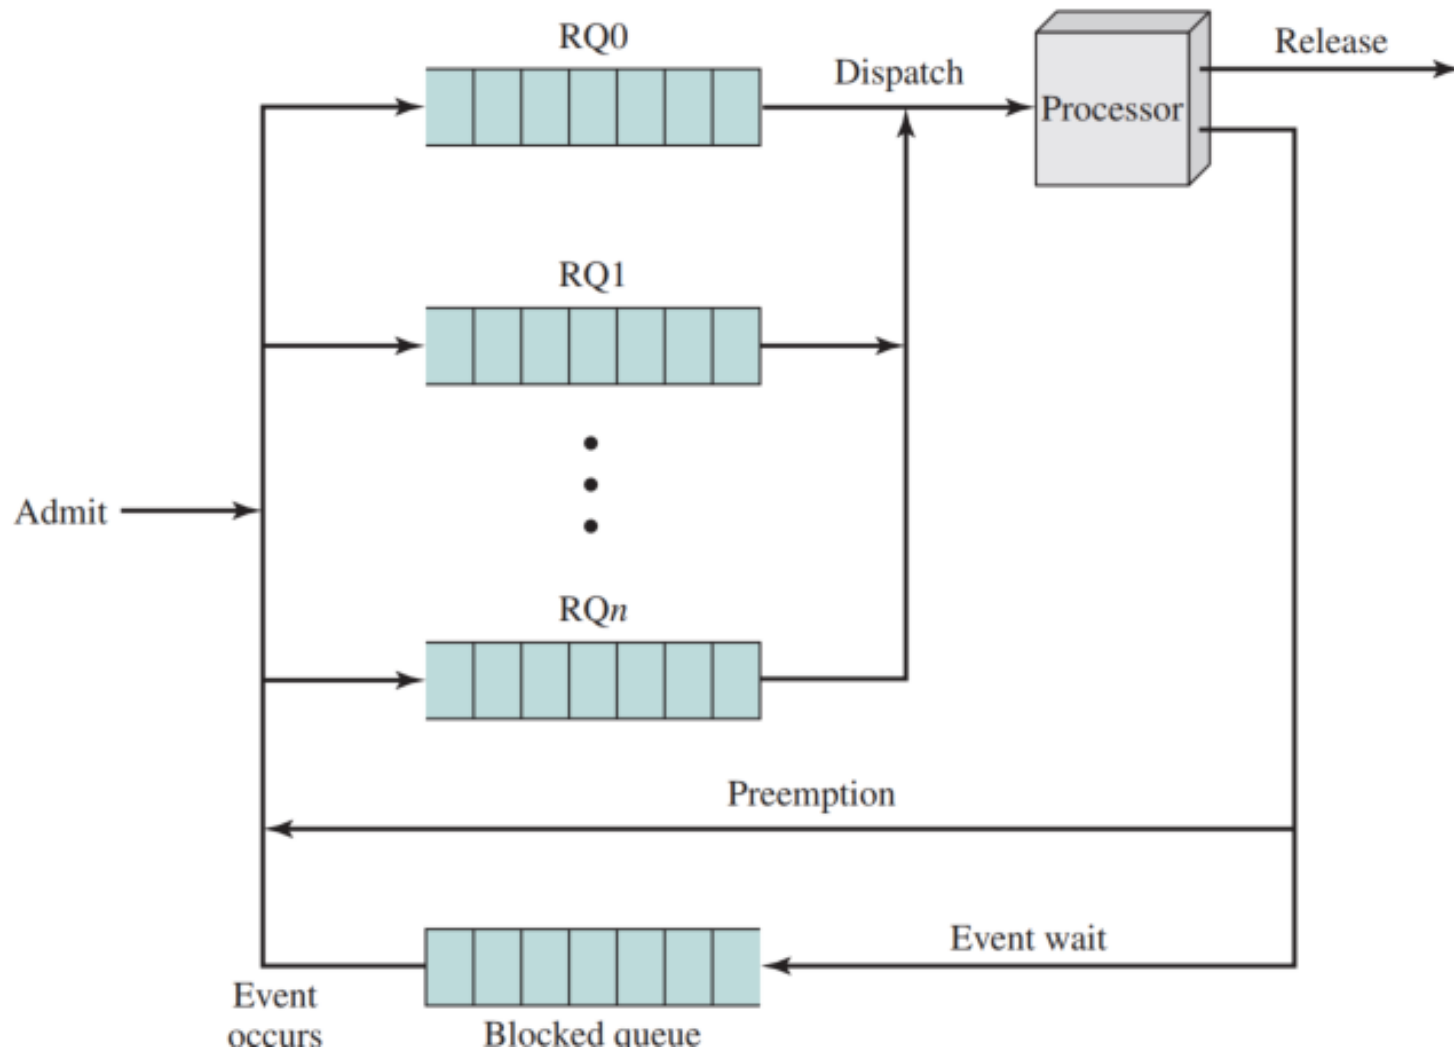 RQ0
Release
Dispatch
Processor
RQ1
Admit
RQn
Preemption
Event wait
Event
occurs
Blocked queue